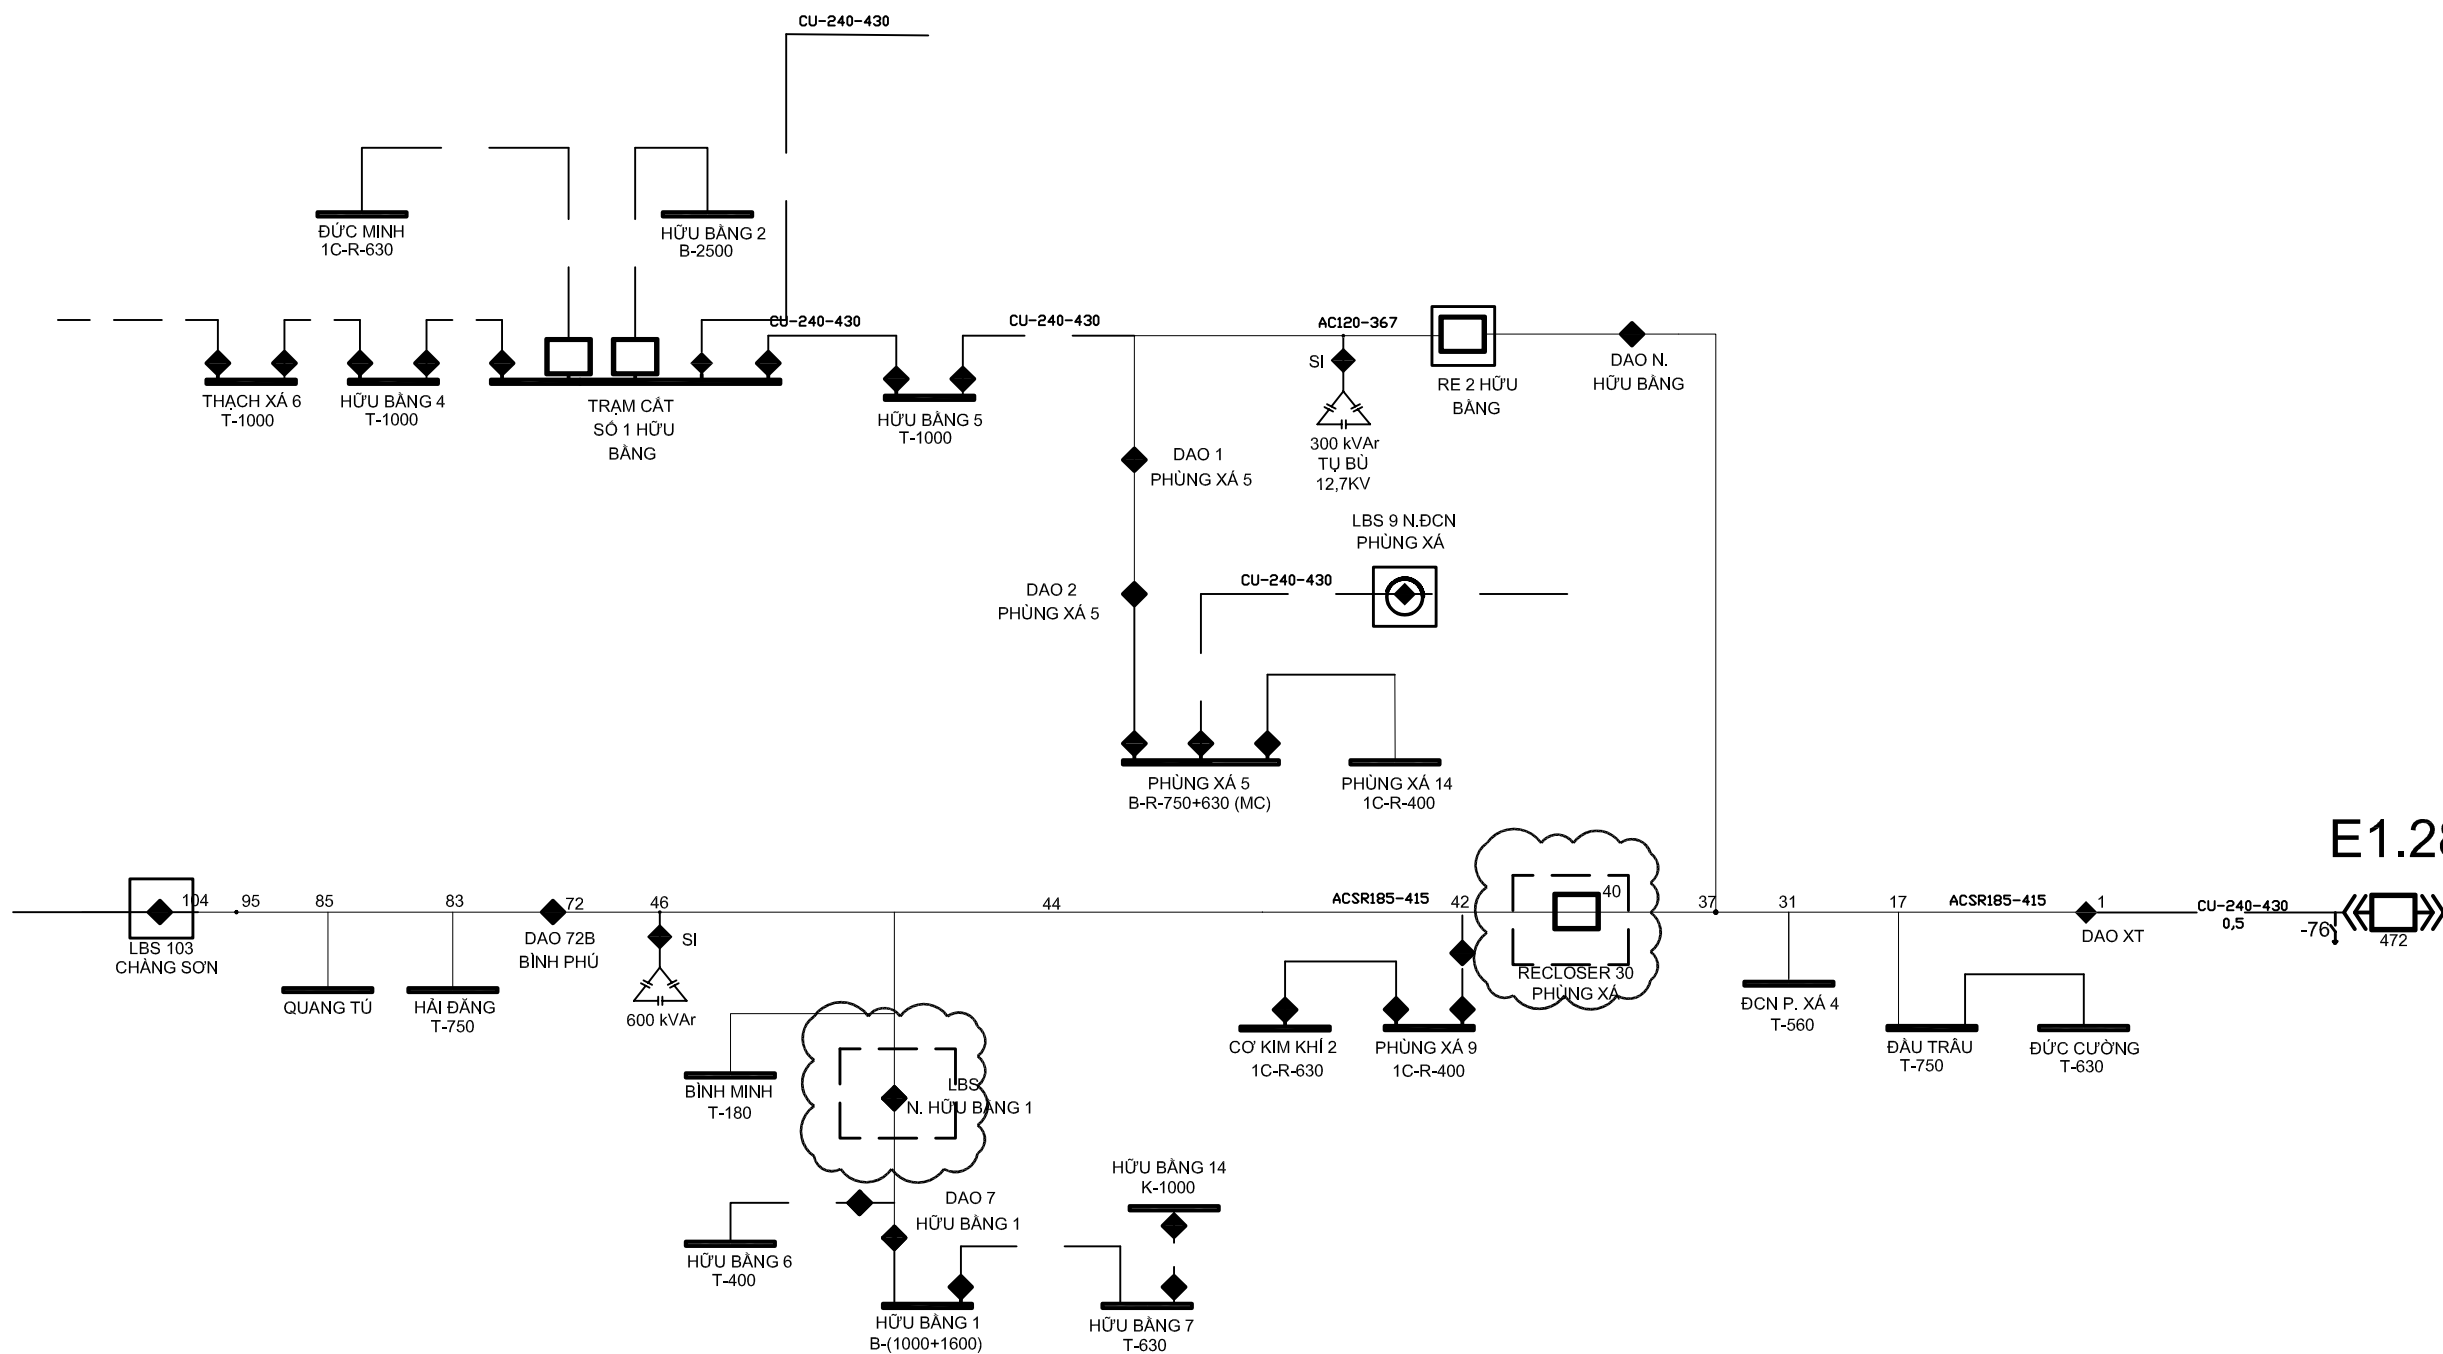 CU-240-430
ĐỨC MINH
1C-R-630
HỮU BẰNG 2
B-2500
CU-240-430
CU-240-430
AC120-367
THẠCH XÁ 6
T-1000
HỮU BẰNG 4
T-1000
TRẠM CẮT
SỐ 1 HỮU
BẰNG
HỮU BẰNG 5
T-1000
SI
300 kVAr
TỤ BÙ
12,7KV
RE 2 HỮU
BẰNG
DAO N.
HỮU BẰNG
DAO 1
PHÙNG XÁ 5
LBS 9 N.ĐCN
PHÙNG XÁ
DAO 2
PHÙNG XÁ 5
CU-240-430
PHÙNG XÁ 5
B-R-750+630 (MC)
PHÙNG XÁ 14
1C-R-400
E1.28
104
95
85
83
72
46
44
ACSR185-415
42
40
37
31
17
ACSR185-415
1
CU-240-430
0,5
-76
472
LBS 103
CHÀNG SƠN
QUANG TÚ
HẢI ĐĂNG
T-750
DAO 72B
BÌNH PHÚ
SI
600 kVAr
RECLOSER 30
PHÙNG XÁ
DAO XT
ĐCN P. XÁ 4
T-560
CƠ KIM KHÍ 2
1C-R-630
PHÙNG XÁ 9
1C-R-400
ĐẦU TRÂU
T-750
ĐỨC CƯỜNG
T-630
BÌNH MINH
T-180
LBS
N. HỮU BẰNG 1
HỮU BẰNG 14
K-1000
DAO 7
HỮU BẰNG 1
HỮU BẰNG 6
T-400
HỮU BẰNG 1
B-(1000+1600)
HỮU BẰNG 7
T-630